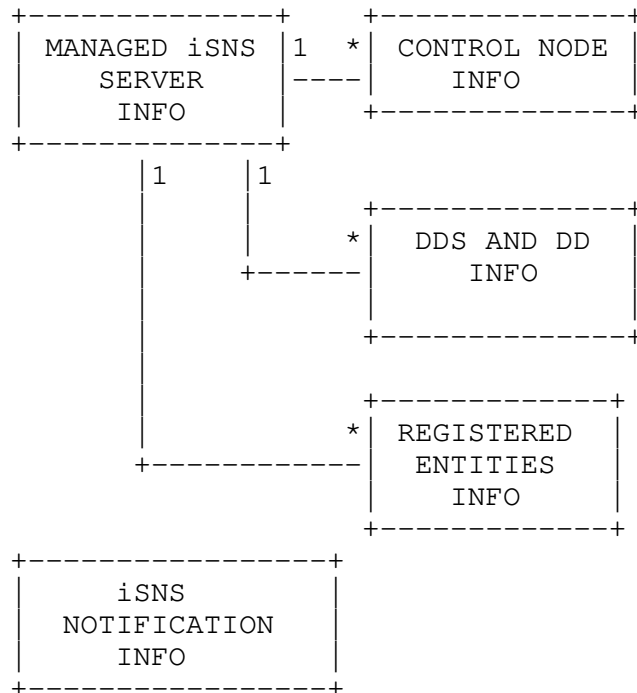 MANAGED iSNS
SERVER
INFO
1
*
CONTROL NODE
INFO
1
1
*
DDS AND DD
INFO
*
REGISTERED
ENTITIES
INFO
iSNS
NOTIFICATION
INFO